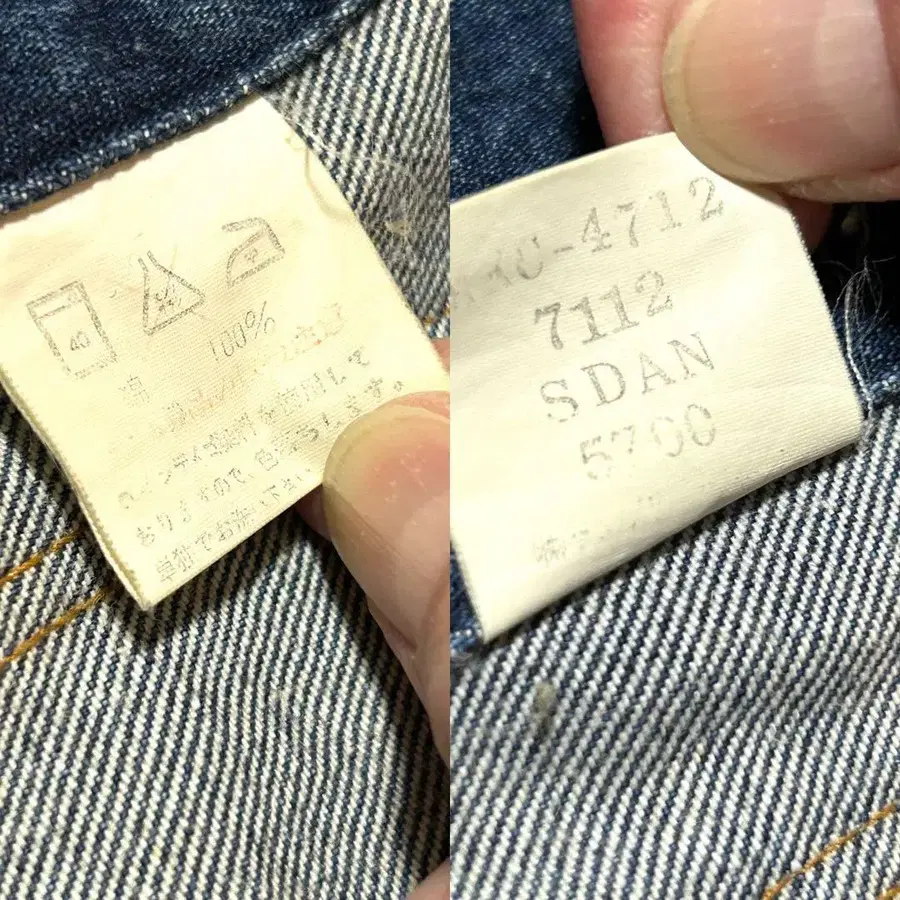 40
綿 100%
インディゴ染料を使用して
おりますので、色落ちします。
単独でお洗い下さい
-4712
7112
SDAN
5700